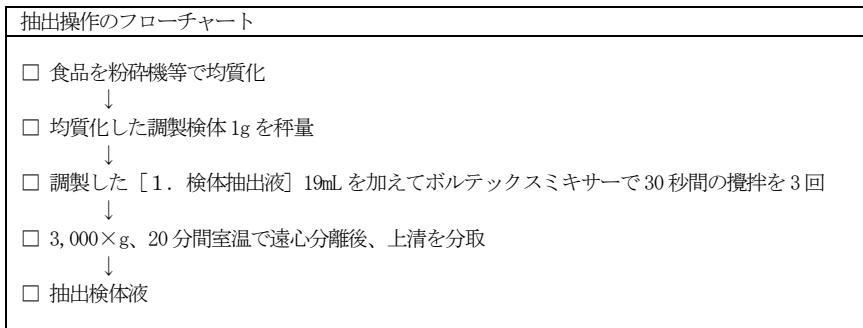 抽出操作のフローチャート
□ 食品を粉砕機等で均質化
↓
□ 均質化した調製検体 1g を秤量
↓
□ 調製した［１．検体抽出液］19mL を加えてボルテックスミキサーで 30 秒間の攪拌を 3 回
↓
□ 3,000×g、20 分間室温で遠心分離後、上清を分取
↓
□ 抽出検体液